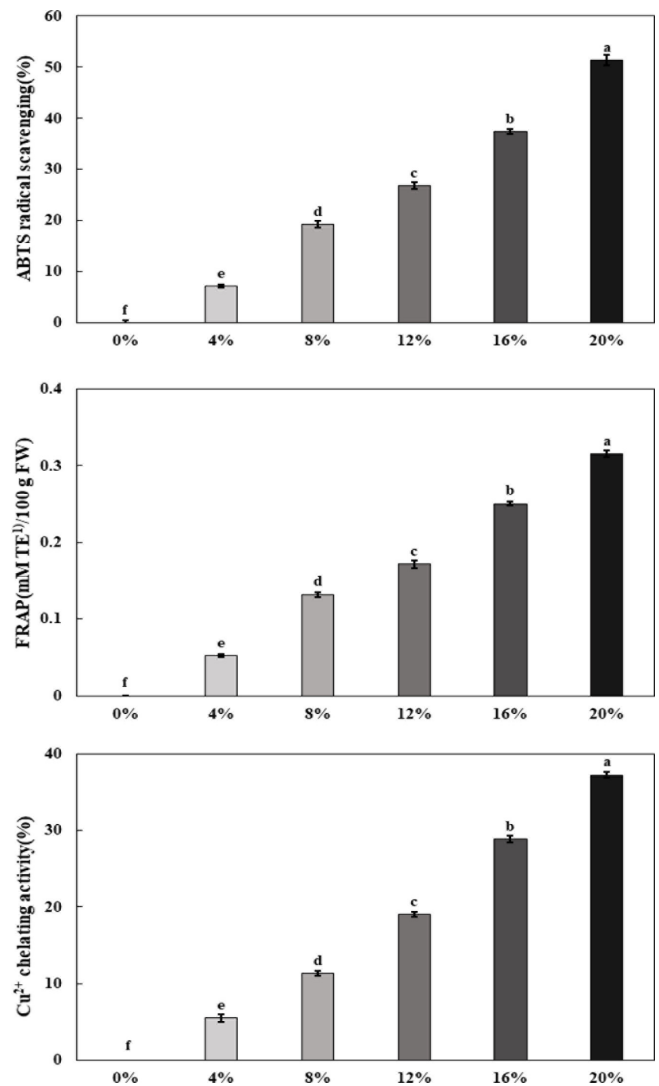 ABTS radical scavenging(%)
60
50
40
30
20
10
0
f
e
d
c
b
a
0% 4% 8% 12% 16% 20%
FRAP(mM TE¹⁾/100 g FW)
0.4
0.3
0.2
0.1
0
f
e
d
c
b
a
0% 4% 8% 12% 16% 20%
Cu²⁺ chelating activity(%)
40
30
20
10
0
f
e
d
c
b
a
0% 4% 8% 12% 16% 20%